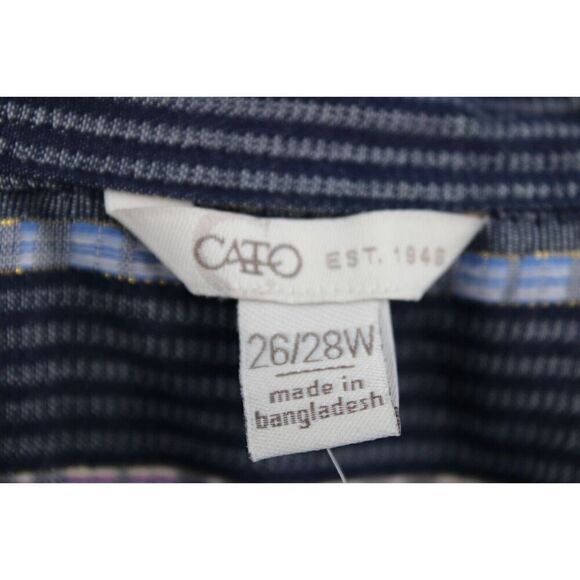 CATO EST. 1946
26/28W
made in
bangladesh